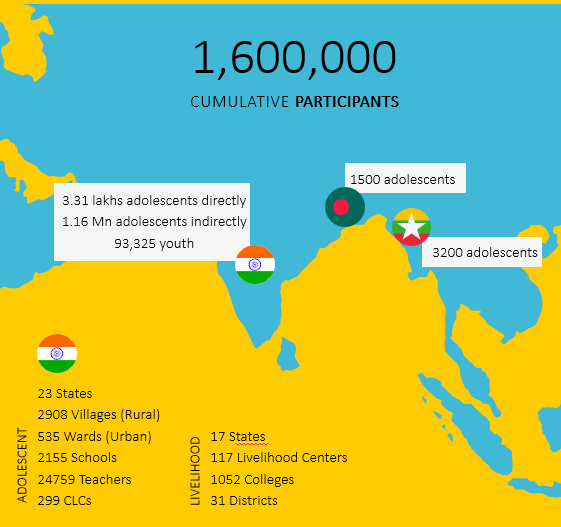 1,600,000
CUMULATIVE PARTICIPANTS
1500 adolescents
3.31 lakhs adolescents directly
1.16 Mn adolescents indirectly
93,325 youth
3200 adolescents
ADOLESCENT
23 States
2908 Villages (Rural)
535 Wards (Urban)
2155 Schools
24759 Teachers
299 CLCs
LIVELIHOOD
17 States
117 Livelihood Centers
1052 Colleges
31 Districts